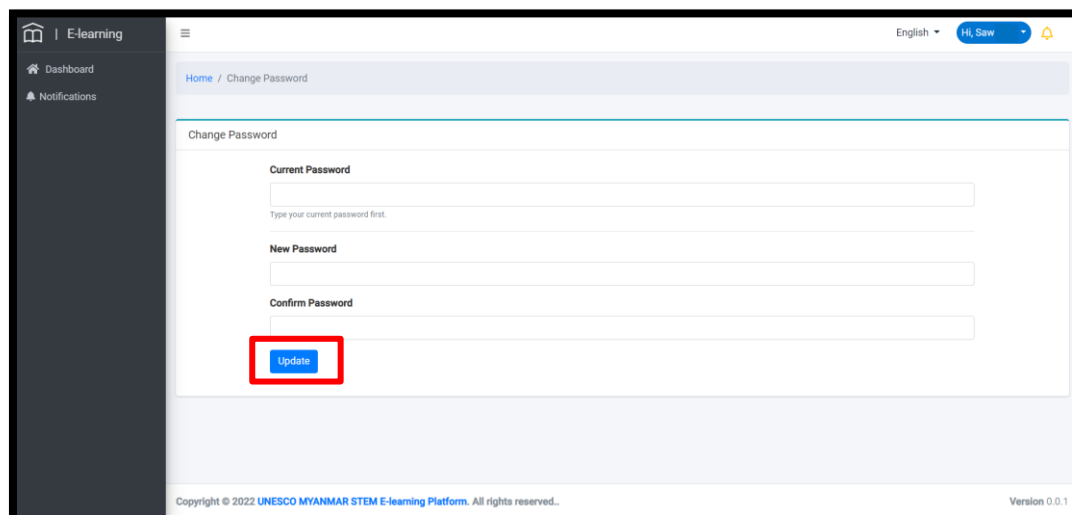 | E-learning
English
Hi, Saw
Dashboard
Notifications
Home / Change Password
Change Password
Current Password
Type your current password first.
New Password
Confirm Password
Update
Copyright © 2022 UNESCO MYANMAR STEM E-learning Platform. All rights reserved..
Version 0.0.1